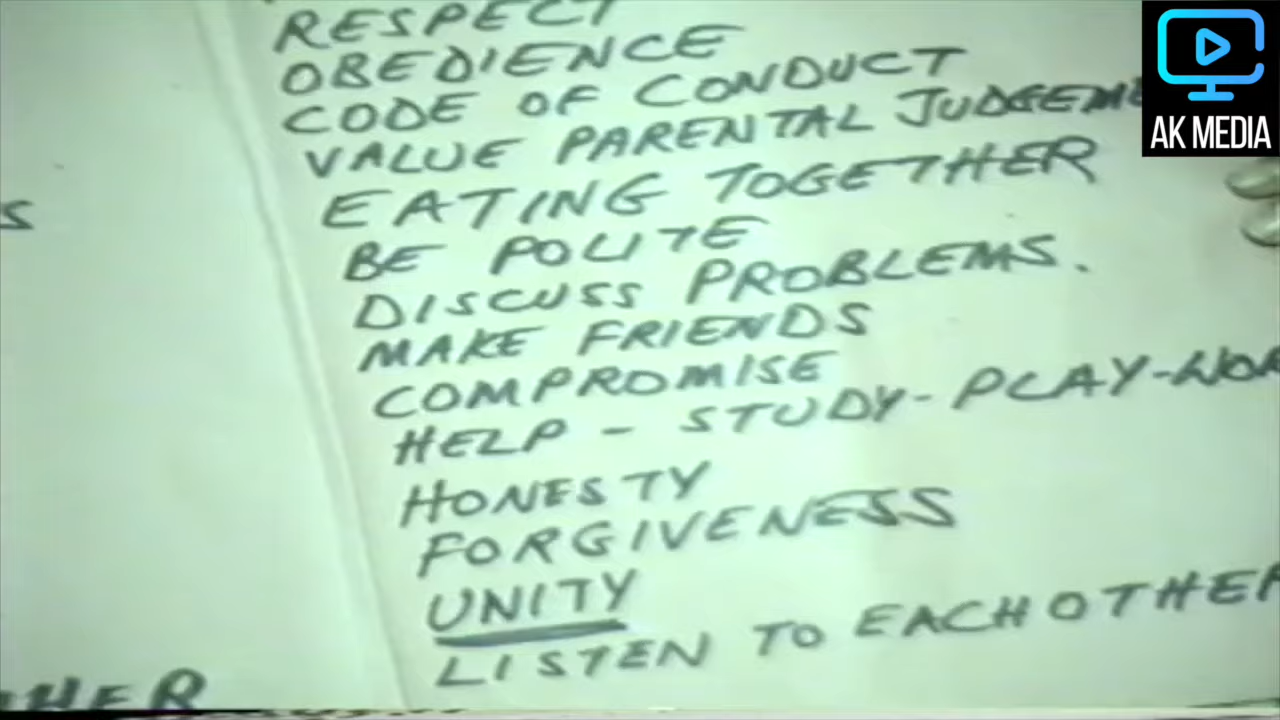 RESPECT
OBEDIENCE
CODE OF CONDUCT
VALUE PARENTAL
EATING TOGETHER
BE POLITE
DISCUSS PROBLEMS.
MAKE FRIENDS
COMPROMISE
HELP - STUDY - PLAY -
HONESTY
FORGIVENESS
UNITY
LISTEN TO EACHOTHER
AK MEDIA